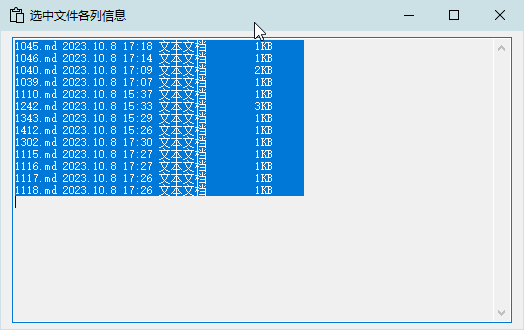 选中文件各列信息
1045.md 2023.10.8 17:18 文本文档 1KB
1046.md 2023.10.8 17:14 文本文档 1KB
1040.md 2023.10.8 17:09 文本文档 2KB
1039.md 2023.10.8 17:07 文本文档 1KB
1110.md 2023.10.8 15:37 文本文档 1KB
1242.md 2023.10.8 15:33 文本文档 3KB
1343.md 2023.10.8 15:29 文本文档 1KB
1412.md 2023.10.8 15:26 文本文档 1KB
1302.md 2023.10.8 17:30 文本文档 1KB
1115.md 2023.10.8 17:27 文本文档 1KB
1116.md 2023.10.8 17:27 文本文档 1KB
1117.md 2023.10.8 17:26 文本文档 1KB
1118.md 2023.10.8 17:26 文本文档 1KB